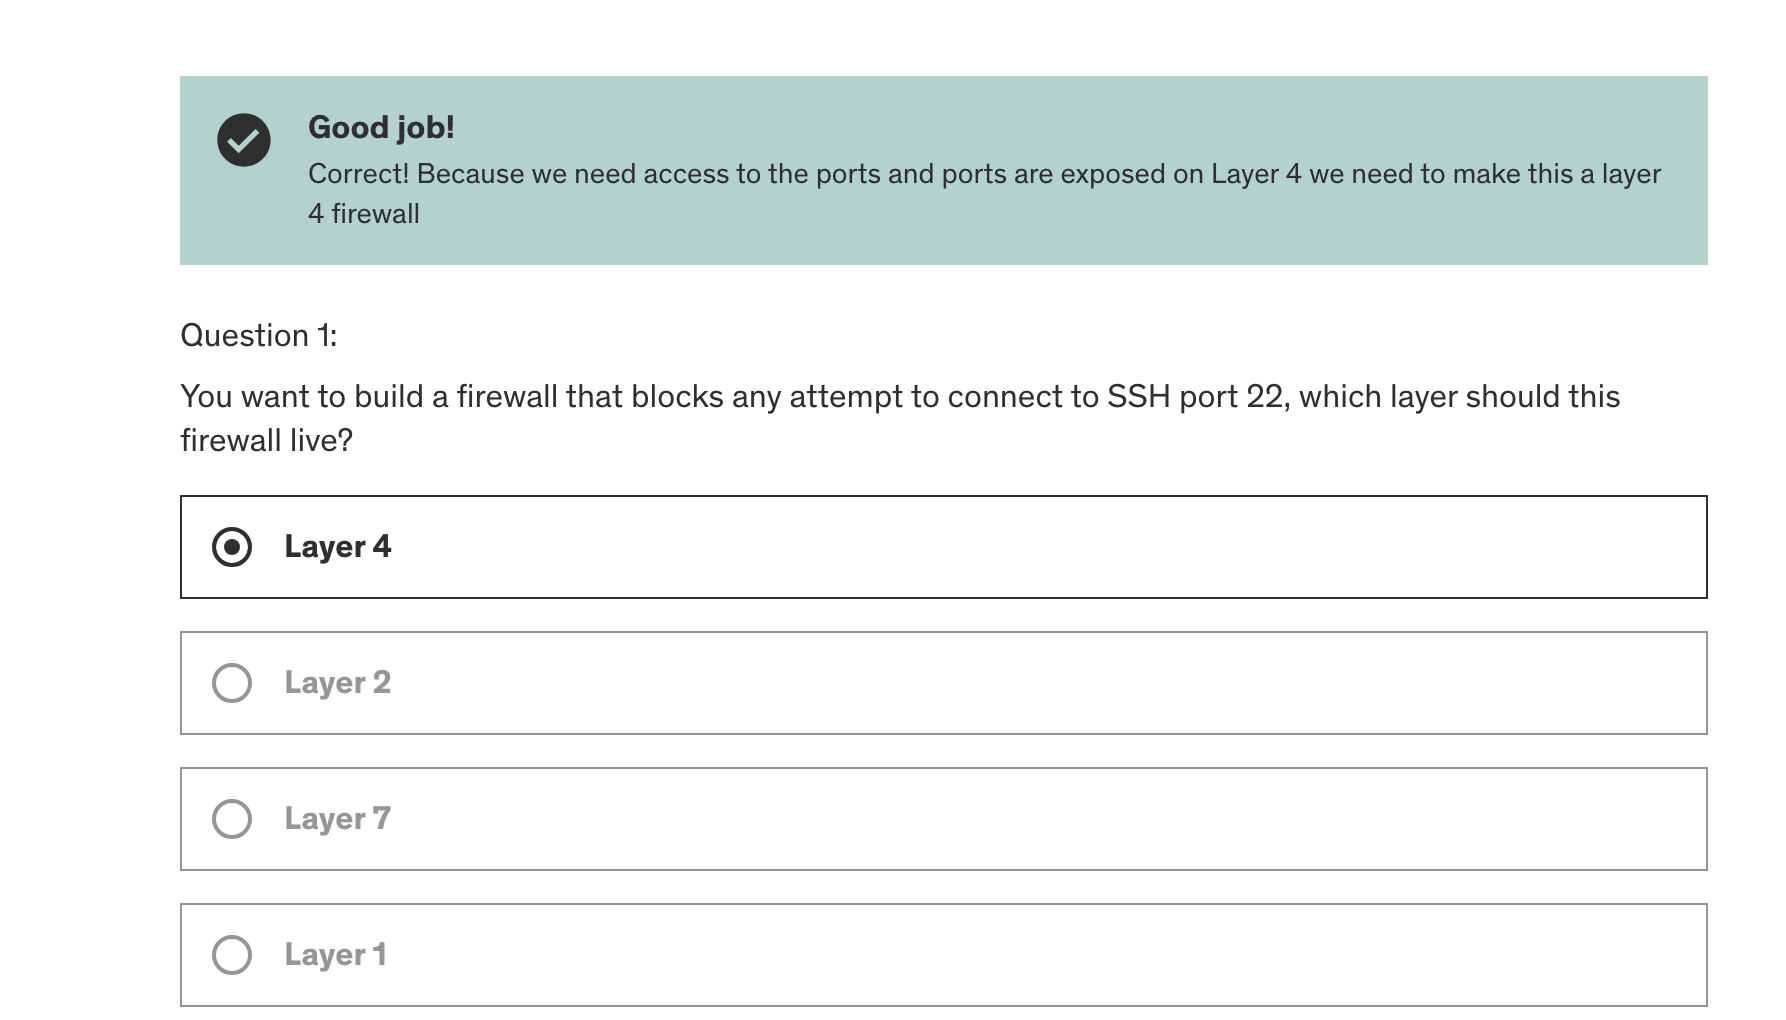 Good job!
Correct! Because we need access to the ports and ports are exposed on Layer 4 we need to make this a layer
4 firewall
Question 1:
You want to build a firewall that blocks any attempt to connect to SSH port 22, which layer should this
firewall live?
Layer 4
Layer 2
Layer 7
Layer 1